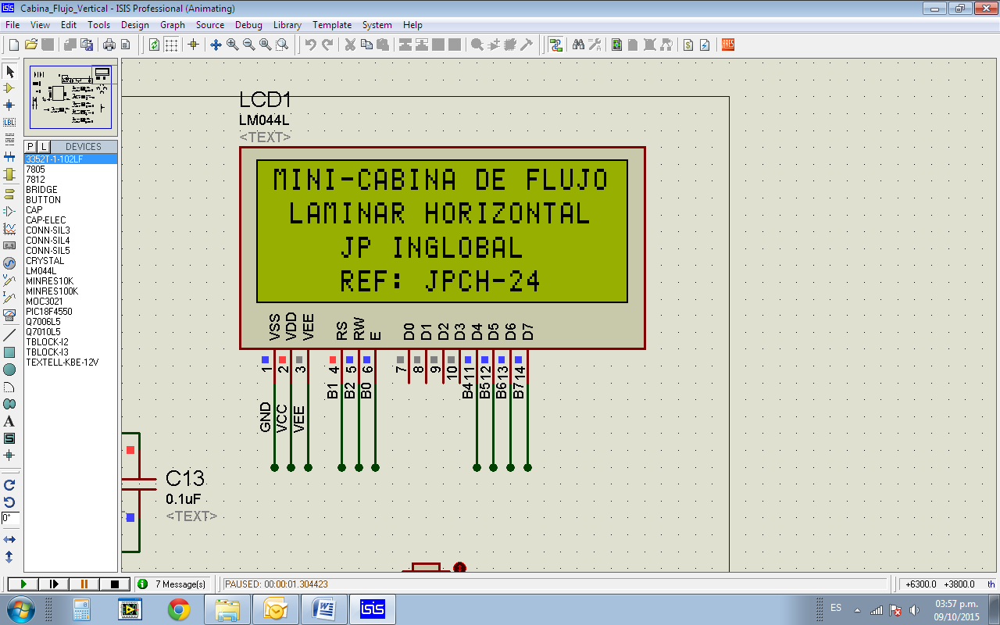 Cabina_Flujo_Vertical - ISIS Professional (Animating)
File View Edit Tools Design Graph Source Debug Library Template System Help
LBL
ARES
P L DEVICES
3352T-1-102LF
7805
7812
BRIDGE
BUTTON
CAP
CAP-ELEC
CONN-SIL3
CONN-SIL4
CONN-SIL5
CRYSTAL
LM044L
MINRES10K
MINRES100K
MOC3021
PIC18F4550
Q7006L5
Q7010L5
TBLOCK-I2
TBLOCK-I3
TEXTELL-KBE-12V
LCD1
LM044L
<TEXT>
MINI-CABINA DE FLUJO
LAMINAR HORIZONTAL
JP INGLOBAL
REF: JPCH-24
VSS VDD VEE RS RW E D0 D1 D2 D3 D4 D5 D6 D7
1 2 3 4 5 6 7 8 9 10 11 12 13 14
B1 B2 B0 B4 B5 B6 B7
GND VCC VEE
C13
0.1uF
<TEXT>
A
S
0°
7 Message(s) PAUSED: 00:00:01.304423 +6300.0 +3800.0 th
isis ES 03:57 p.m.
09/10/2015